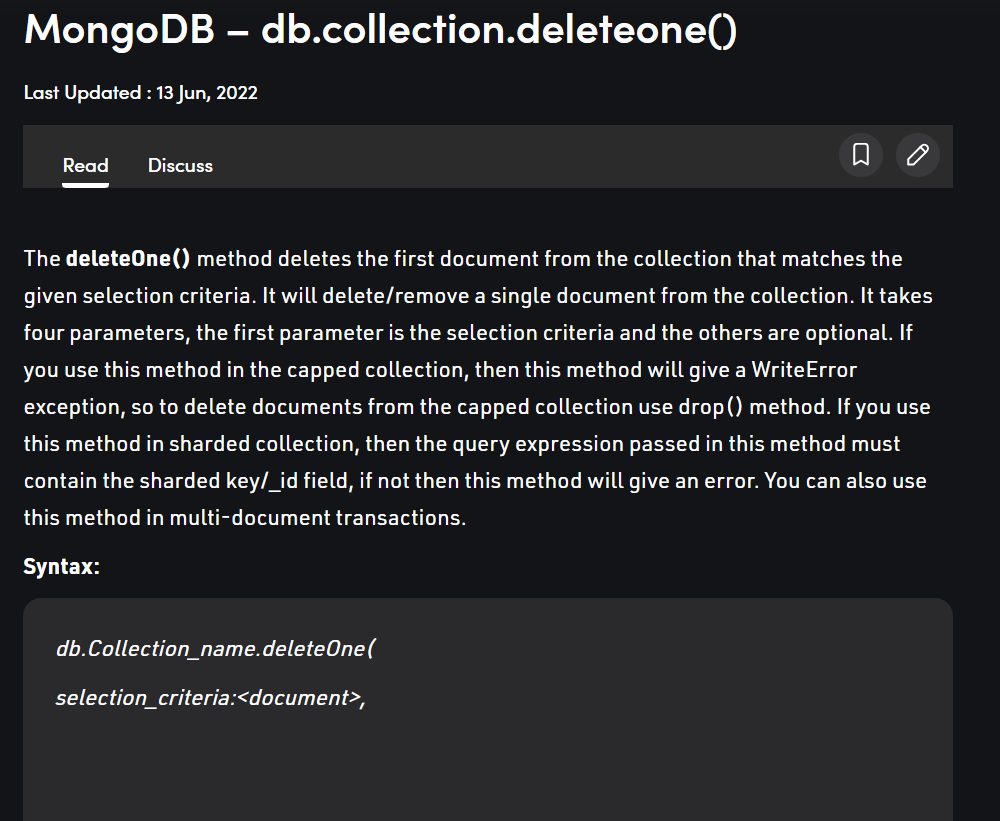 MongoDB – db.collection.deleteone()
Last Updated : 13 Jun, 2022
Read Discuss
The deleteOne() method deletes the first document from the collection that matches the
given selection criteria. It will delete/remove a single document from the collection. It takes
four parameters, the first parameter is the selection criteria and the others are optional. If
you use this method in the capped collection, then this method will give a WriteError
exception, so to delete documents from the capped collection use drop() method. If you use
this method in sharded collection, then the query expression passed in this method must
contain the sharded key/_id field, if not then this method will give an error. You can also use
this method in multi-document transactions.
Syntax:
db.Collection_name.deleteOne(
selection_criteria:<document>,